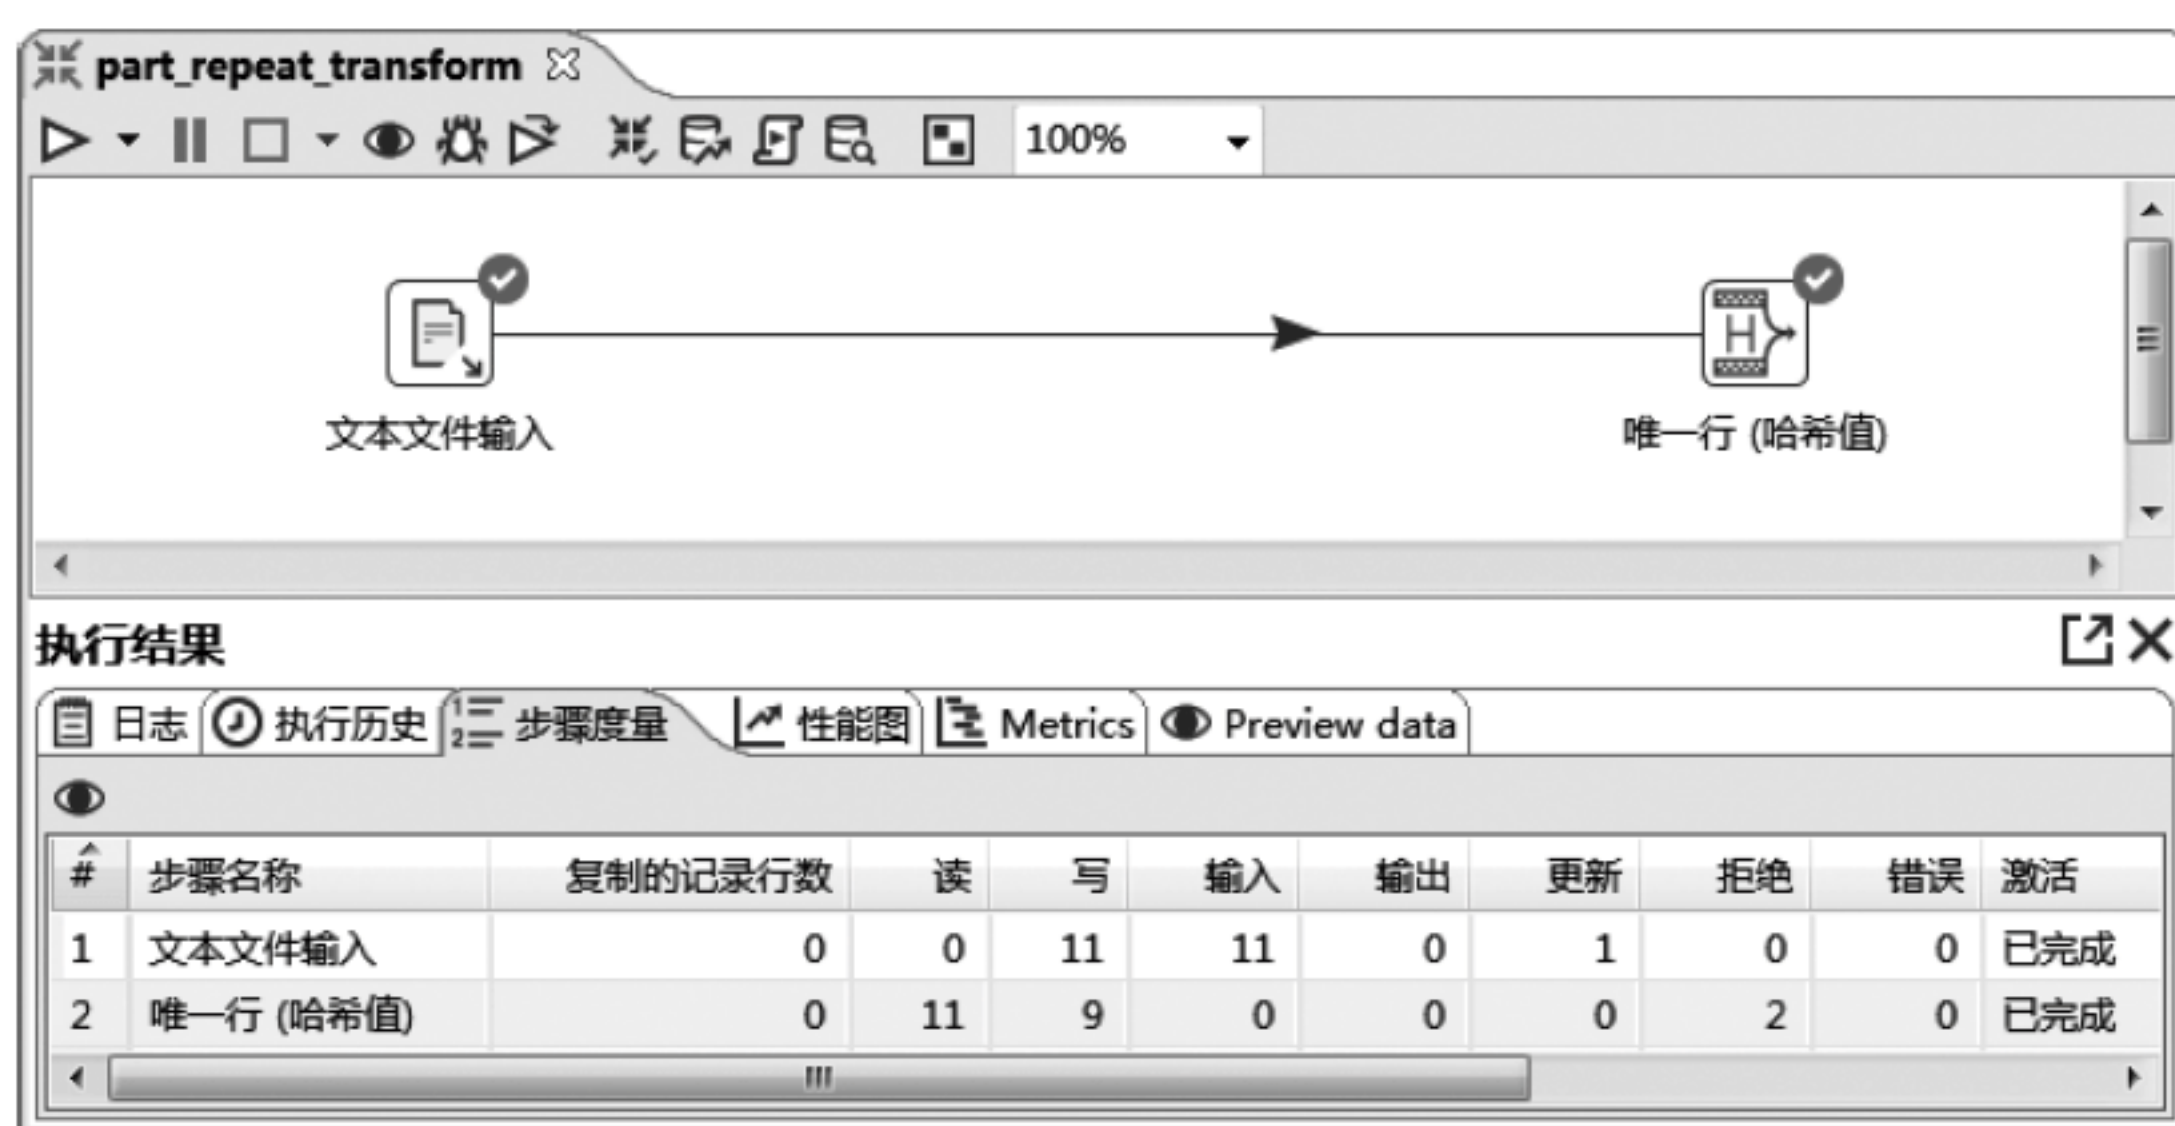 part_repeat_transform
100%
文本文件输入
唯一行 (哈希值)
执行结果
日志 执行历史 步骤度量 性能图 Metrics Preview data
# 步骤名称 复制的记录行数 读 写 输入 输出 更新 拒绝 错误 激活
1 文本文件输入 0 0 11 11 0 1 0 0 已完成
2 唯一行 (哈希值) 0 11 9 0 0 0 2 0 已完成